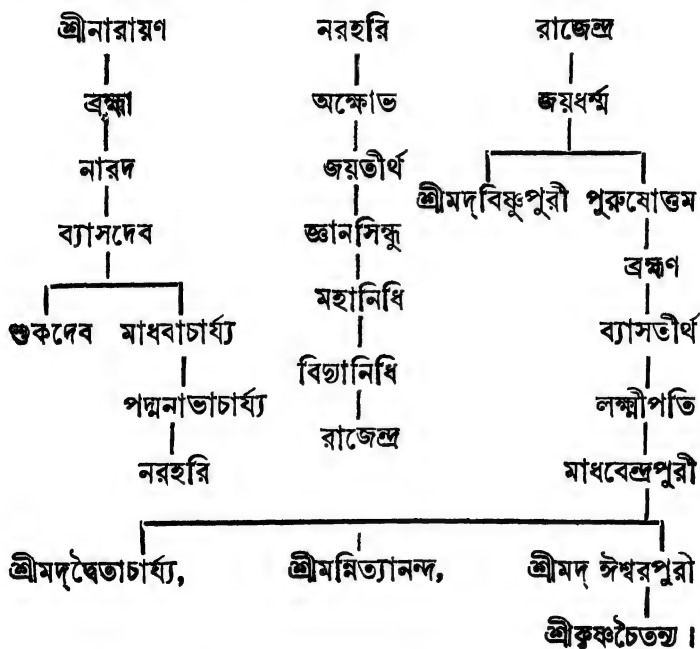 শ্রীনারায়ণ নরহরি রাজেন্দ্র
ব্রহ্মা অক্ষোভ জয়ধর্ম্ম
নারদ জয়তীর্থ
শ্রীমদ্‌বিষ্ণুপুরী পুরুষোত্তম
ব্যাসদেব জ্ঞানসিন্ধু
ব্রহ্মণ
মহানিধি
শুকদেব মাধবাচার্য্য ব্যাসতীর্থ
বিদ্যানিধি
পদ্মনাভাচার্য্য লক্ষ্মীপতি
রাজেন্দ্র
নরহরি মাধবেন্দ্রপুরী
শ্রীমদ্‌দ্বৈতাচার্য্য, শ্রীমন্নিত্যানন্দ, শ্রীমদ্ ঈশ্বরপুরী
শ্রীকৃষ্ণচৈতন্য।